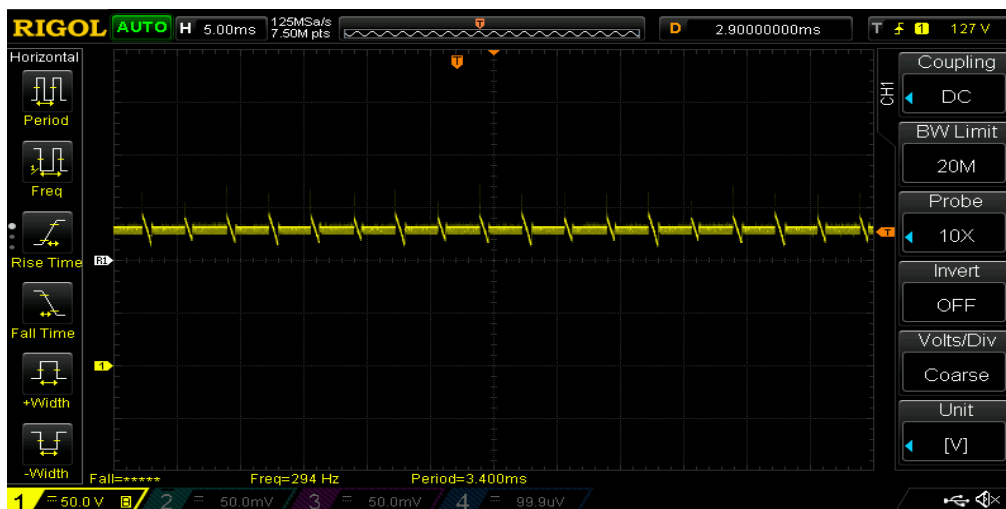 RIGOL AUTO H 5.00ms 125MSa/s 7.50M pts D 2.90000000ms T 1 127 V
Horizontal
Period
Freq
Rise Time
Fall Time
+Width
-Width
T
T
R1
1
T
CH1
Coupling
DC
BW Limit
20M
Probe
10X
Invert
OFF
Volts/Div
Coarse
Unit
[V]
Fall=***** Freq=294 Hz Period=3.400ms
1 50.0 V B 2 50.0mV 3 50.0mV 4 99.9uV